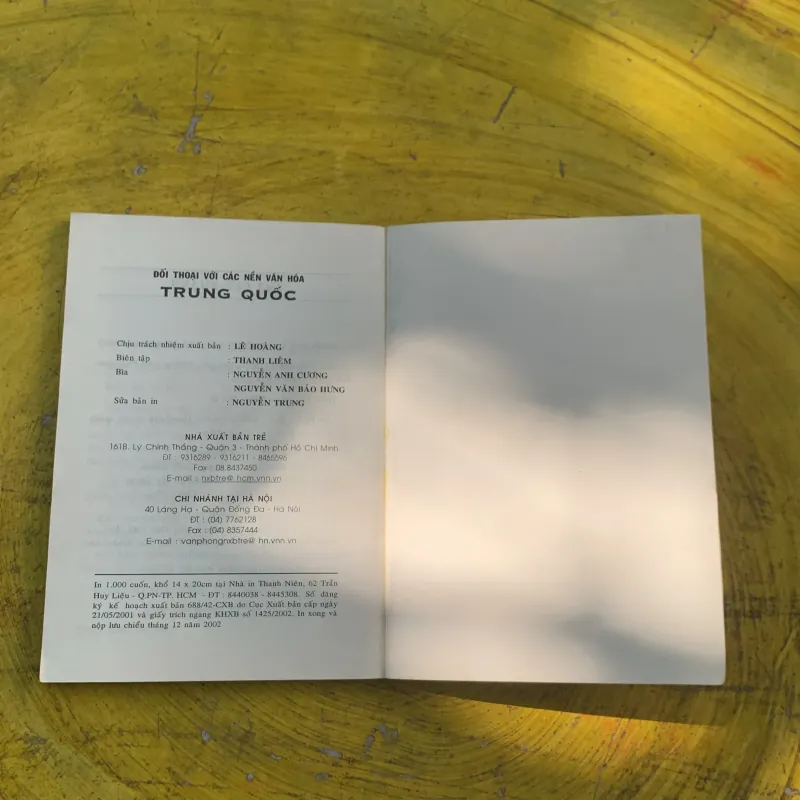 ĐỐI THOẠI VỚI CÁC NỀN VĂN HÓA
TRUNG QUỐC
Chịu trách nhiệm xuất bản : LÊ HOÀNG
Biên tập : THANH LIÊM
Bìa : NGUYỄN ANH CƯƠNG
NGUYỄN VĂN BẢO HƯNG
Sửa bản in : NGUYỄN TRUNG
NHÀ XUẤT BẢN TRẺ
161B. Lý Chính Thắng - Quận 3 - Thành phố Hồ Chí Minh
ĐT : 9316289 - 9316211 - 8465596
Fax : 08.8437450
E-mail : nxbtre@ hcm.vnn.vn
CHI NHÁNH TẠI HÀ NỘI
40 Láng Hạ - Quận Đống Đa - Hà Nội
ĐT : (04) 7762128
Fax : (04) 8357444
E-mail : vanphongnxbtre@ hn.vnn.vn
In 1.000 cuốn, khổ 14 x 20cm tại Nhà in Thanh Niên, 62 Trần
Huy Liệu - Q.PN-TP. HCM - ĐT : 8440038 - 8445308. Số đăng
ký kế hoạch xuất bản 688/42-CXB do Cục Xuất bản cấp ngày
21/05/2001 và giấy trích ngang KHXB số 1425/2002. In xong và
nộp lưu chiểu tháng 12 năm 2002